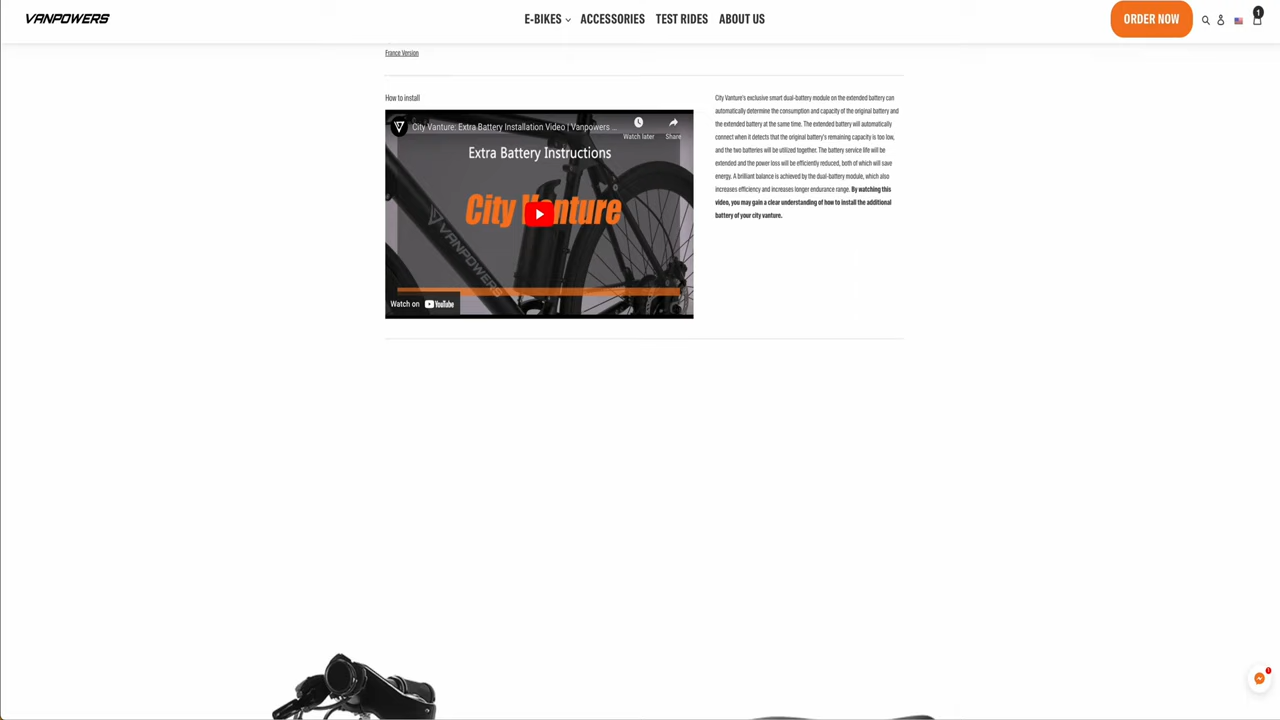 VANPOWERS
E-BIKES
ACCESSORIES
TEST RIDES
ABOUT US
ORDER NOW
1
France Version
How to install
City Vanture: Extra Battery Installation Video | Vanpowers ...
Watch later
Share
Extra Battery Instructions
City Vanture
VANPOWERS
Watch on YouTube
City Vanture's exclusive smart dual-battery module on the extended battery can
automatically determine the consumption and capacity of the original battery and
the extended battery at the same time. The extended battery will automatically
connect when it detects that the original battery's remaining capacity is too low,
and the two batteries will be utilized together. The battery service life will be
extended and the power loss will be efficiently reduced, both of which will save
energy. A brilliant balance is achieved by the dual-battery module, which also
increases efficiency and increases longer endurance range. By watching this
video, you may gain a clear understanding of how to install the additional
battery of your city vanture.
1